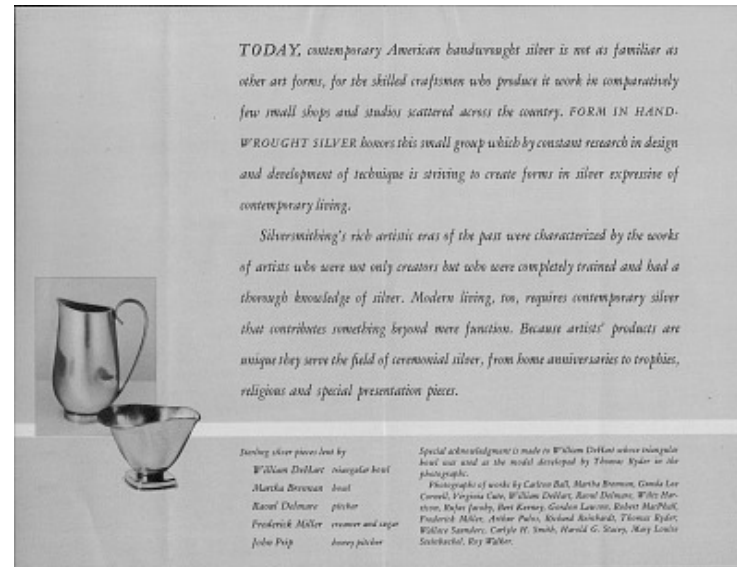 TODAY, contemporary American handwrought silver is not as familiar as
other art forms, for the skilled craftsmen who produce it work in comparatively
few small shops and studios scattered across the country. FORM IN HAND-
WROUGHT SILVER honors this small group which by constant research in design
and development of technique is striving to create forms in silver expressive of
contemporary living.
Silversmithing's rich artistic eras of the past were characterized by the works
of artists who were not only creators but who were completely trained and had a
thorough knowledge of silver. Modern living, too, requires contemporary silver
that contributes something beyond mere function. Because artists' products are
unique they serve the field of ceremonial silver, from home anniversaries to trophies,
religious and special presentation pieces.
Sterling silver pieces lent by
William DeHart triangular bowl
Martha Brennan bowl
Raoul Delmare pitcher
Frederick Miller creamer and sugar
John Prip honey pitcher
Special acknowledgment is made to William DeHart whose triangular
bowl was used as the model developed by Thomas Ryder in the
photographs.
Photographs of works by Carlton Ball, Martha Brennan, Gonda Lee
Cornell, Virginia Cute, William DeHart, Raoul Delmare,
Rufus Jacoby, Bert Kearney, Gordon Lawson, Robert MacPhail,
Frederick Miller, Arthur Pulos, Richard Reinhardt, Thomas Ryder,
Wallace Saunders, Carlyle H. Smith, Harold G. Stacey, Mary Louise
Roy Walker.